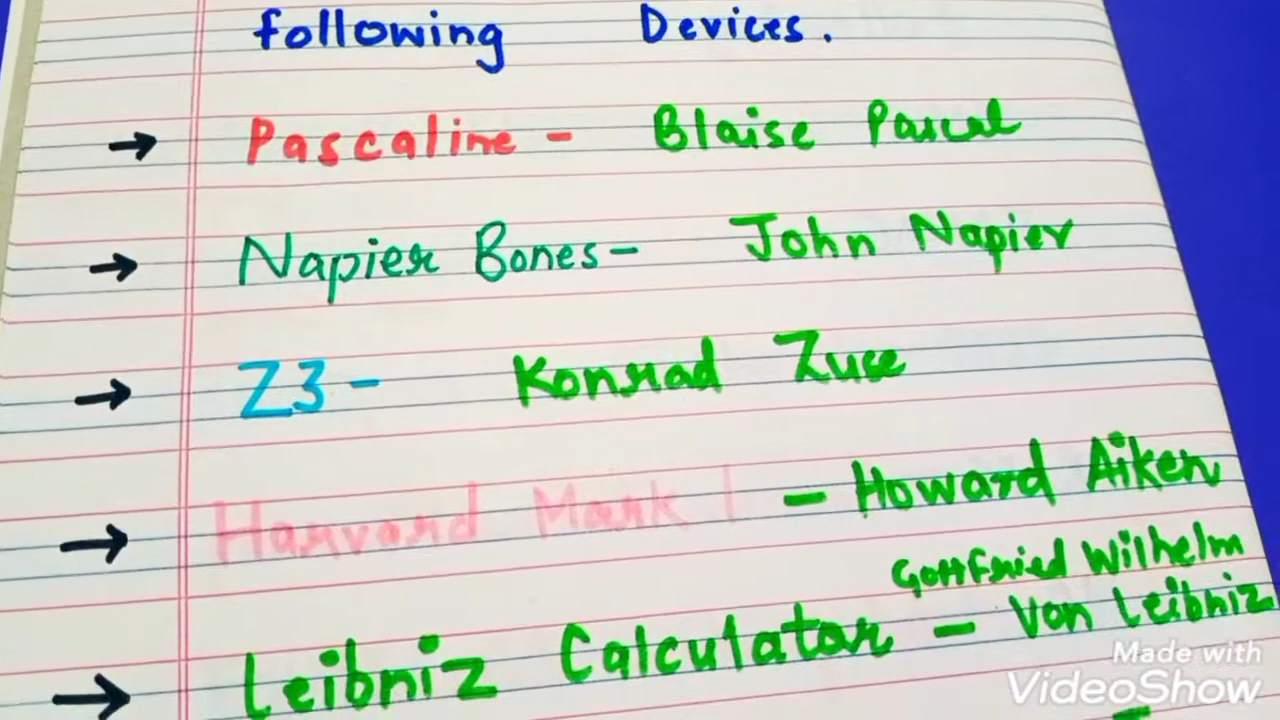 following Devices.
→ Pascaline - Blaise Pascal
→ Napier Bones - John Napier
→ Z3 - Konrad Zuse
→ Harvard Mark 1 - Howard Aiken
Gottfried Wilhelm
→ Leibniz Calculator - Von Leibniz
Made with
VideoShow